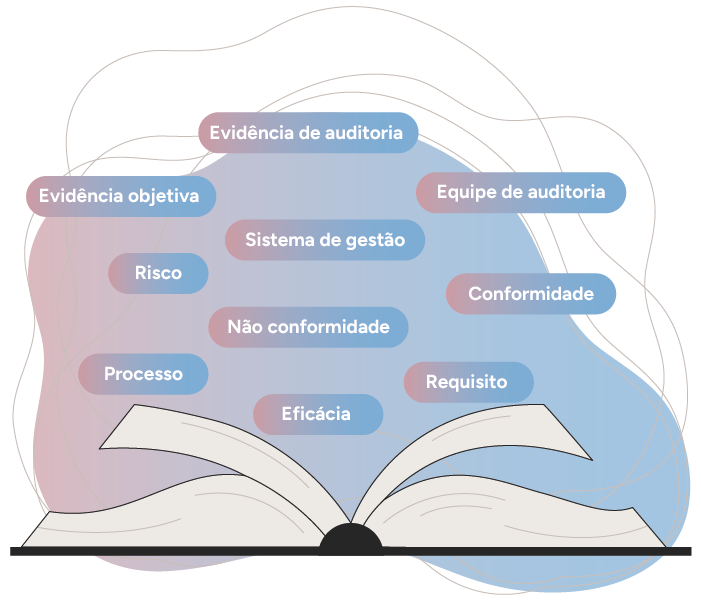 Evidência de auditoria
Evidência objetiva
Equipe de auditoria
Sistema de gestão
Risco
Conformidade
Não conformidade
Processo
Requisito
Eficácia